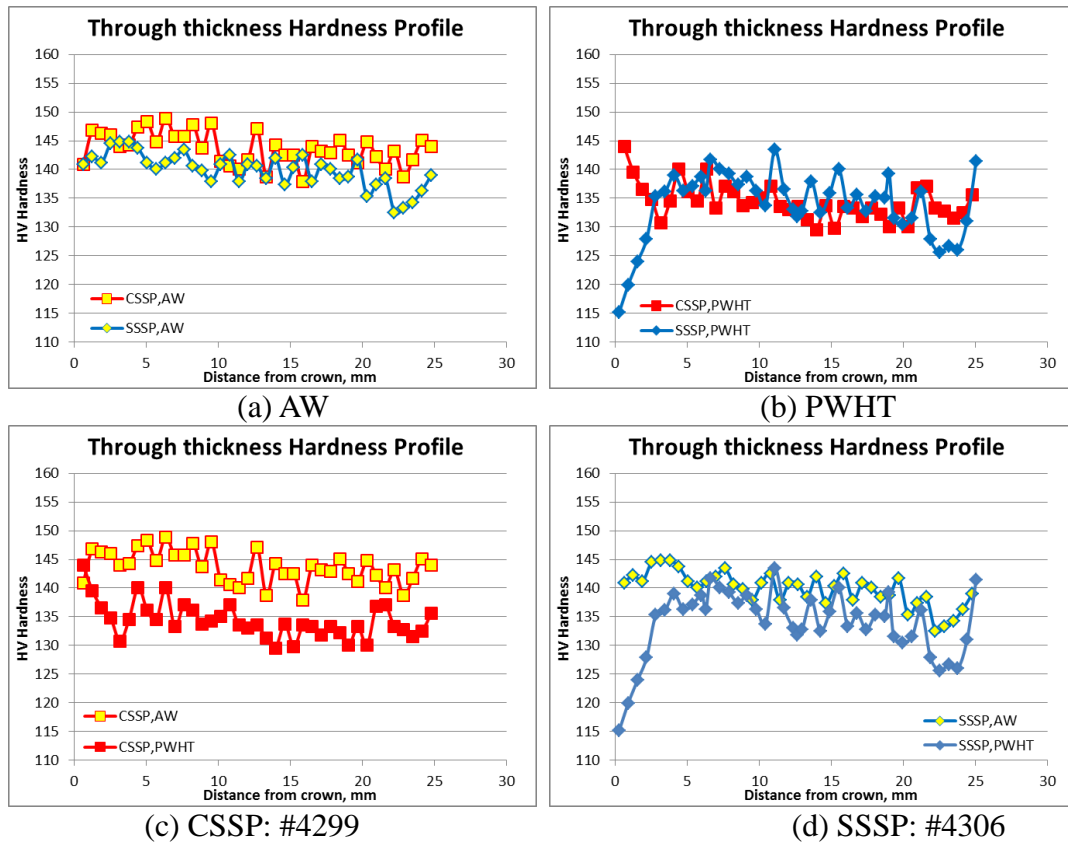 Through thickness Hardness Profile
160
155
150
145
140
135
130
125
120
115
110
HV Hardness
CSSP,AW
SSSP,AW
0 5 10 15 20 25 30
Distance from crown, mm
(a) AW
Through thickness Hardness Profile
160
155
150
145
140
135
130
125
120
115
110
HV Hardness
CSSP,PWHT
SSSP,PWHT
0 5 10 15 20 25 30
Distance from crown, mm
(b) PWHT
Through thickness Hardness Profile
160
155
150
145
140
135
130
125
120
115
110
HV Hardness
CSSP,AW
CSSP,PWHT
0 5 10 15 20 25 30
Distance from crown, mm
(c) CSSP: #4299
Through thickness Hardness Profile
160
155
150
145
140
135
130
125
120
115
110
HV Hardness
SSSP,AW
SSSP,PWHT
0 5 10 15 20 25 30
Distance from crown, mm
(d) SSSP: #4306